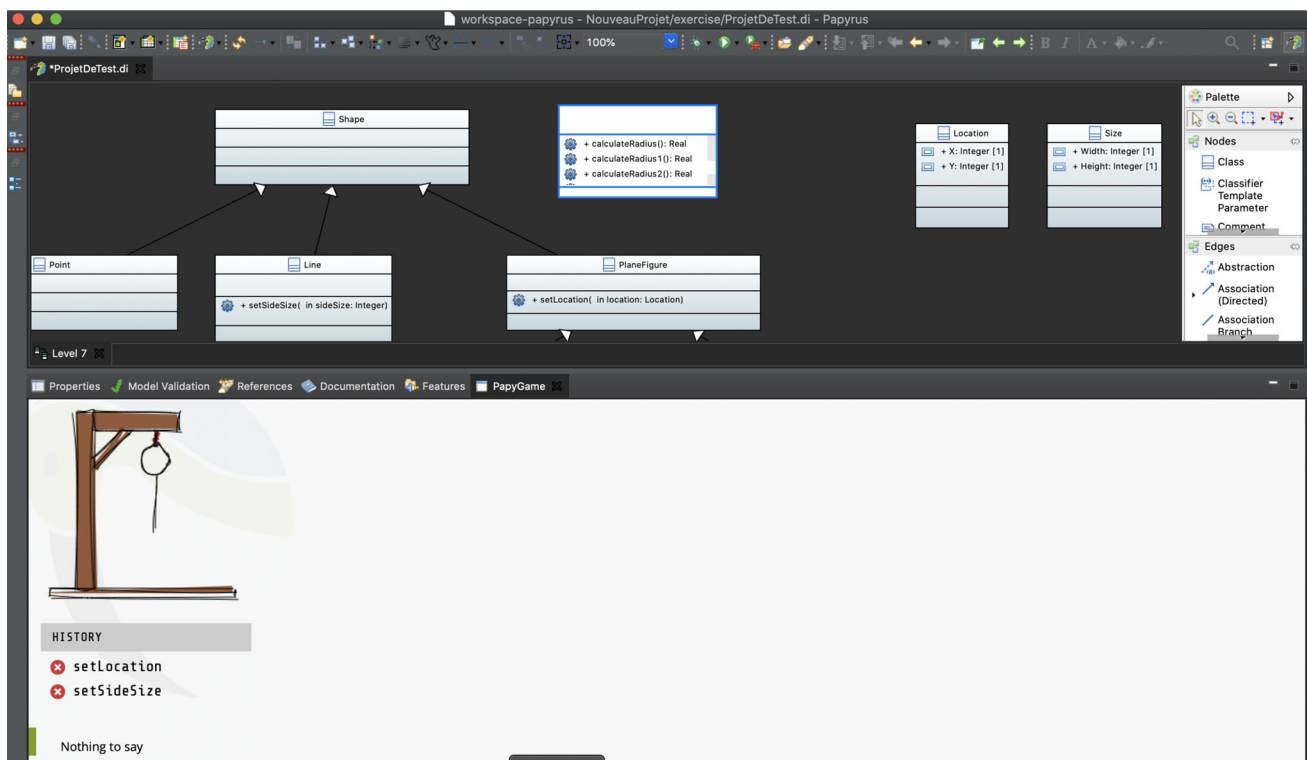 workspace-papyrus - NouveauProjet/exercise/ProjetDeTest.di - Papyrus
100%
B I A
*ProjetDeTest.di
Shape
+ calculateRadius(): Real
+ calculateRadius1(): Real
+ calculateRadius2(): Real
Location
+ X: Integer [1]
+ Y: Integer [1]
Size
+ Width: Integer [1]
+ Height: Integer [1]
Point
Line
+ setSideSize( in sideSize: Integer)
PlaneFigure
+ setLocation( in location: Location)
Palette
Nodes
Class
Classifier
Template
Parameter
Comment
Edges
Abstraction
Association
(Directed)
Association
Branch
Level 7
Properties Model Validation References Documentation Features PapyGame
HISTORY
setLocation
setSideSize
Nothing to say